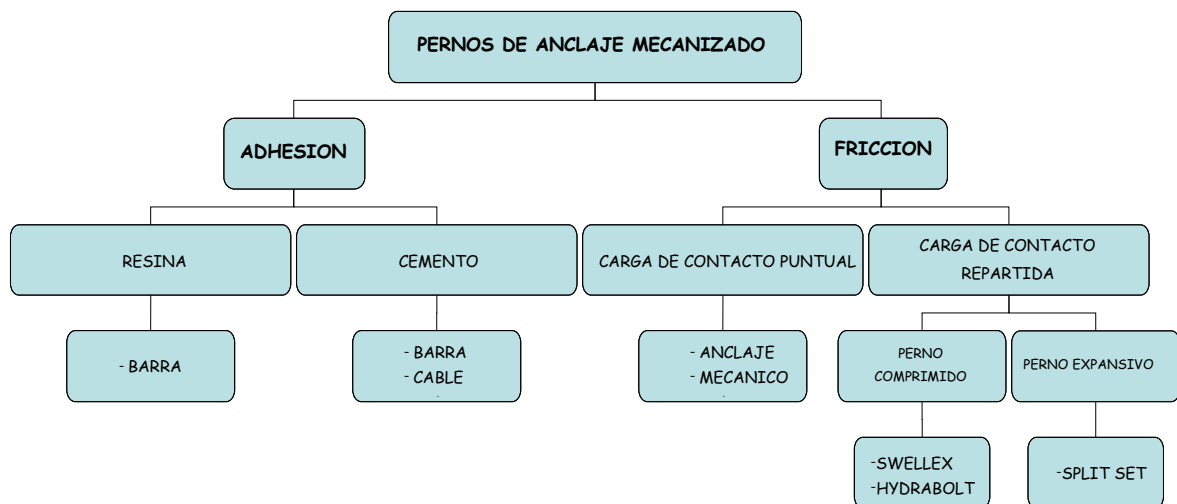 PERNOS DE ANCLAJE MECANIZADO
ADHESION
FRICCION
RESINA
CEMENTO
CARGA DE CONTACTO PUNTUAL
CARGA DE CONTACTO
REPARTIDA
- BARRA
- BARRA
- CABLE
- ANCLAJE
- MECANICO
PERNO
COMPRIMIDO
PERNO EXPANSIVO
-SWELLEX
-HYDRABOLT
-SPLIT SET